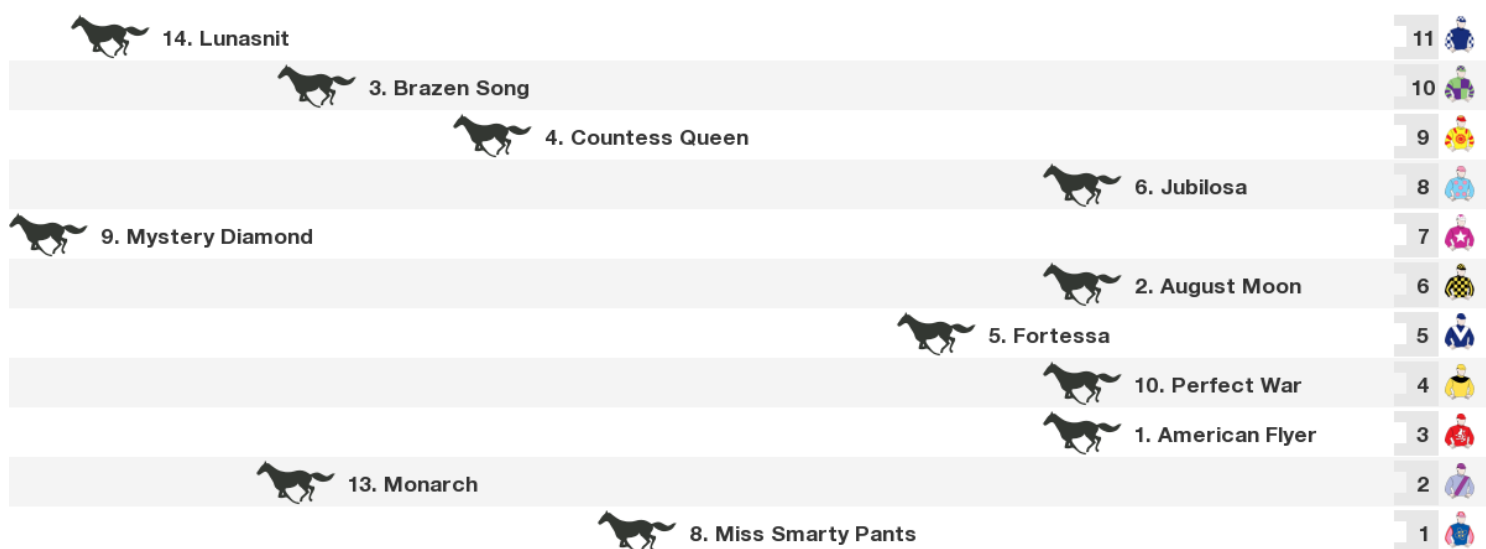 14. Lunasnit 11
3. Brazen Song 10
4. Countess Queen 9
6. Jubilosa 8
9. Mystery Diamond 7
2. August Moon 6
5. Fortessa 5
10. Perfect War 4
1. American Flyer 3
13. Monarch 2
8. Miss Smarty Pants 1